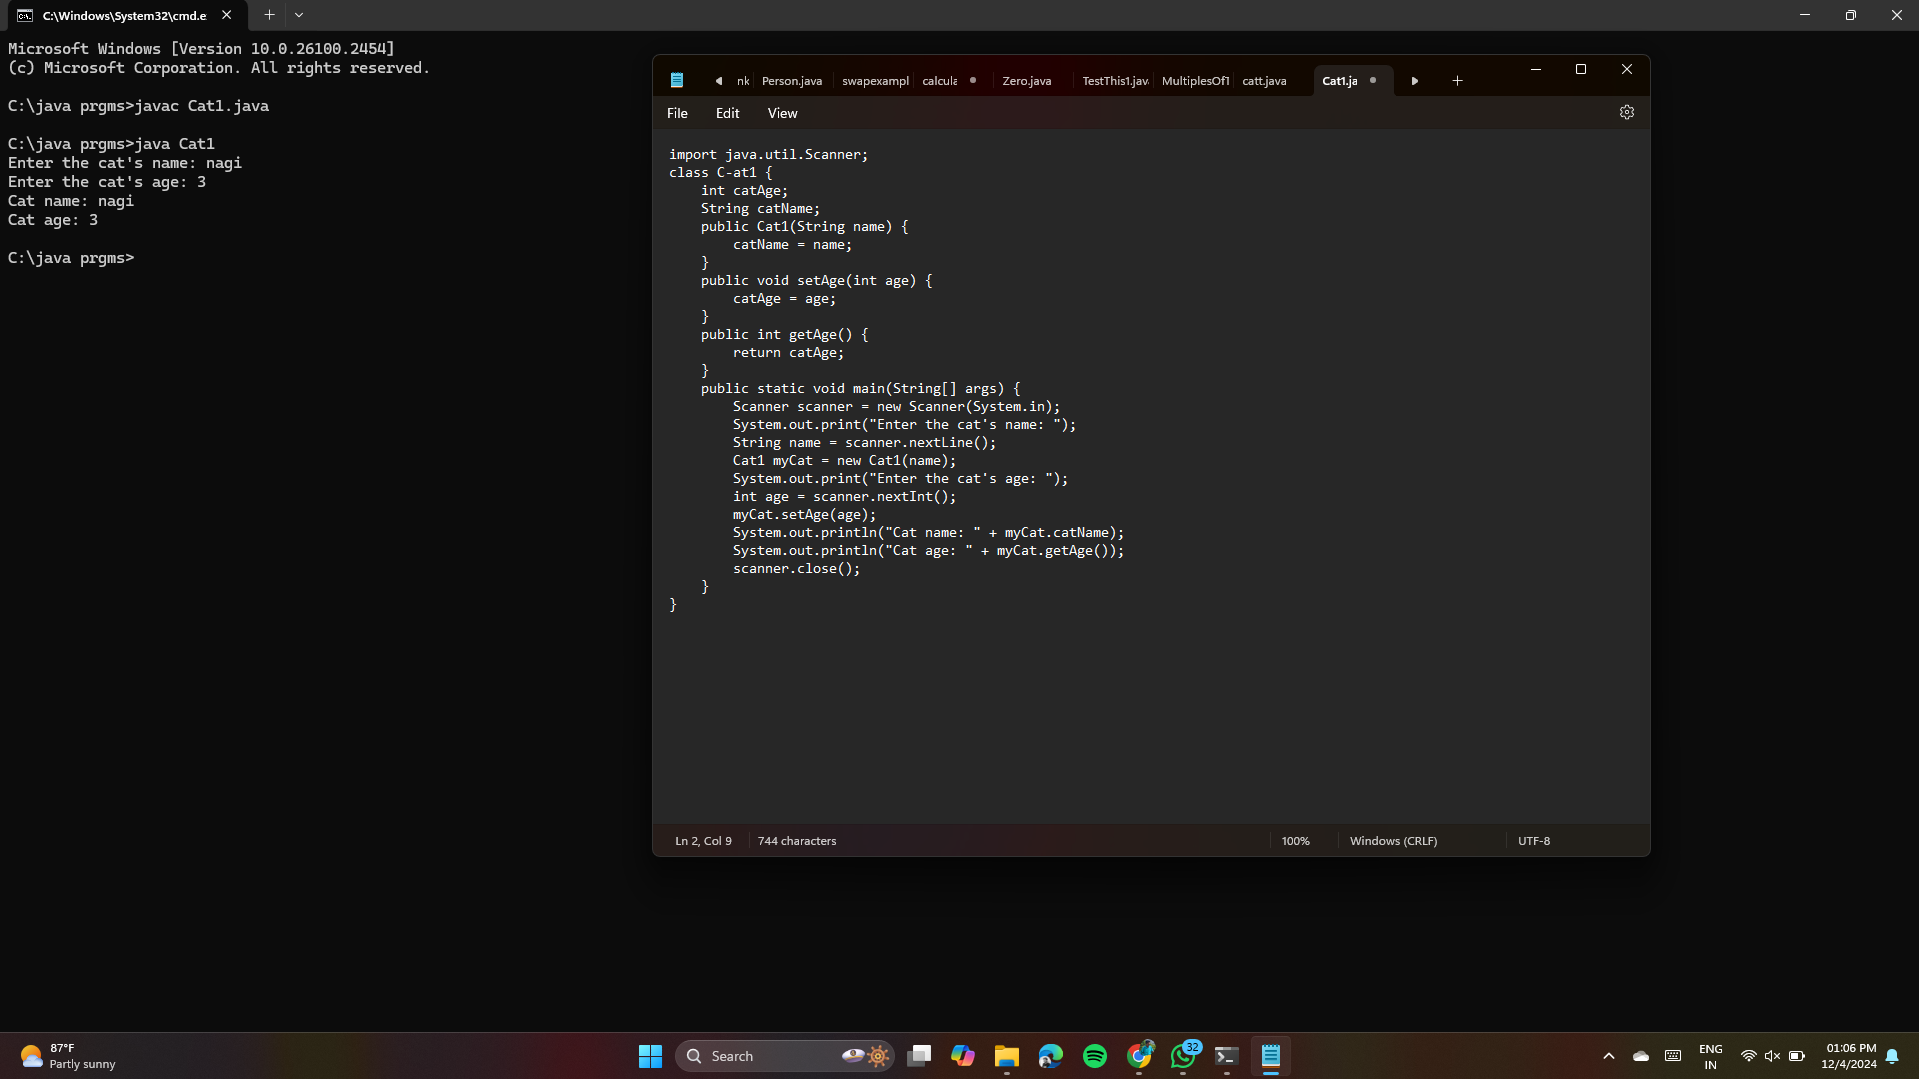 C:\Windows\System32\cmd.e
Microsoft Windows [Version 10.0.26100.2454]
(c) Microsoft Corporation. All rights reserved.
C:\java prgms>javac Cat1.java
C:\java prgms>java Cat1
Enter the cat's name: nagi
Enter the cat's age: 3
Cat name: nagi
Cat age: 3
C:\java prgms>
nk Person.java swapexampl calcula Zero.java TestThis1.jav MultiplesOf1 catt.java Cat1.ja
File Edit View
import java.util.Scanner;
class C-at1 {
    int catAge;
    String catName;
    public Cat1(String name) {
        catName = name;
    }
    public void setAge(int age) {
        catAge = age;
    }
    public int getAge() {
        return catAge;
    }
    public static void main(String[] args) {
        Scanner scanner = new Scanner(System.in);
        System.out.print("Enter the cat's name: ");
        String name = scanner.nextLine();
        Cat1 myCat = new Cat1(name);
        System.out.print("Enter the cat's age: ");
        int age = scanner.nextInt();
        myCat.setAge(age);
        System.out.println("Cat name: " + myCat.catName);
        System.out.println("Cat age: " + myCat.getAge());
        scanner.close();
    }
}
Ln 2, Col 9 744 characters 100% Windows (CRLF) UTF-8
87°F
Partly sunny
Search
32
ENG
IN
01:06 PM
12/4/2024